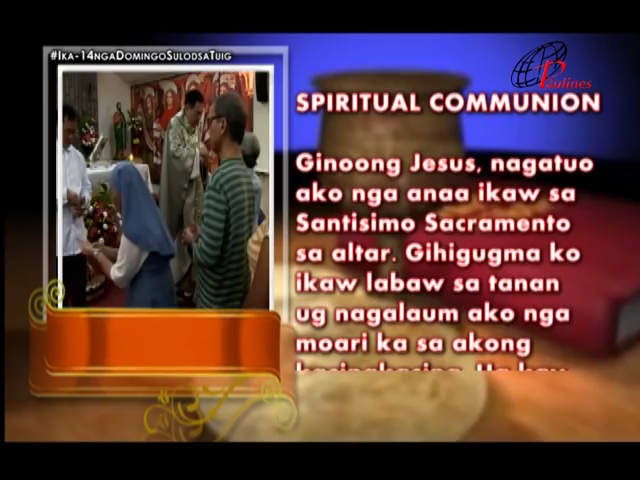 #IKA-14NGADOMINGOSULODSATUIG
Paulines
SPIRITUAL COMMUNION
Ginoong Jesus, nagatuo
ako nga anaa ikaw sa
Santisimo Sacramento
sa altar. Gihigugma ko
ikaw labaw sa tanan
ug nagalaum ako nga
moari ka sa akong